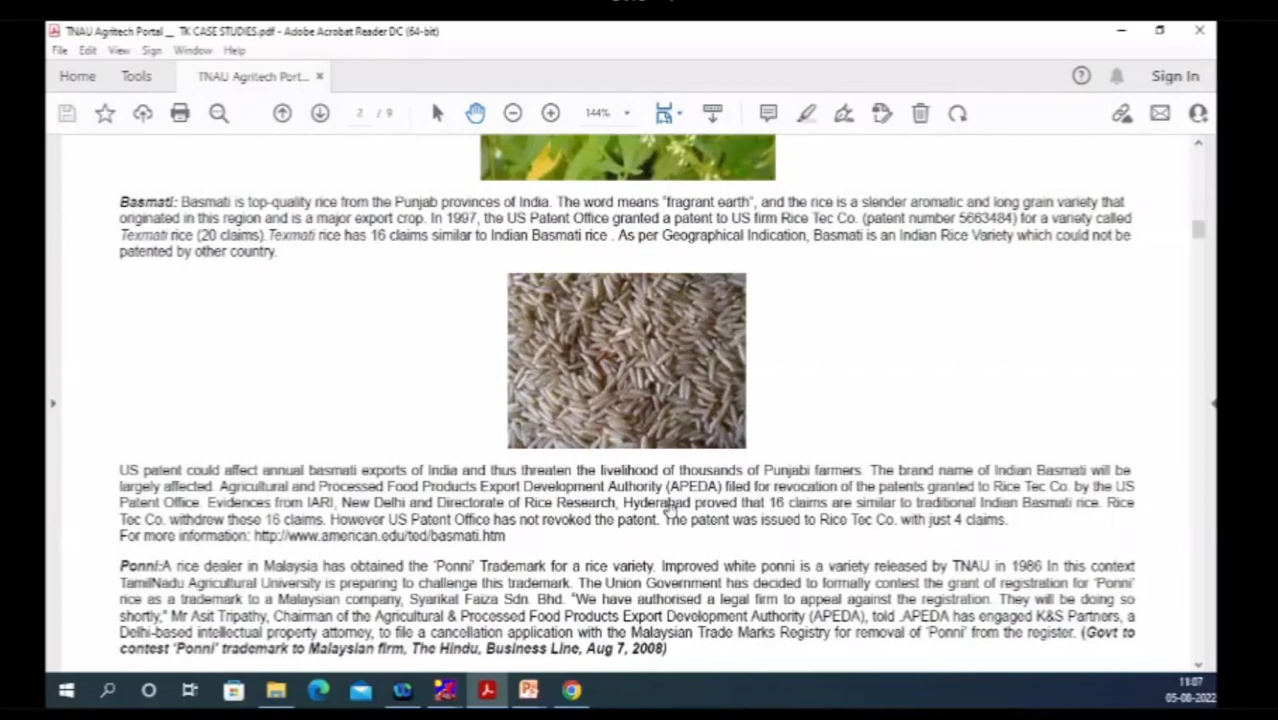 TNAU Agritech Portal _ TK CASE STUDIES.pdf - Adobe Acrobat Reader DC (64-bit)
File Edit View Sign Window Help
Home Tools TNAU Agritech Port... × Sign In
2 / 9 144%
Basmati: Basmati is top-quality rice from the Punjab provinces of India. The word means "fragrant earth", and the rice is a slender aromatic and long grain variety that
originated in this region and is a major export crop. In 1997, the US Patent Office granted a patent to US firm Rice Tec Co. (patent number 5663484) for a variety called
Texmati rice (20 claims).Texmati rice has 16 claims similar to Indian Basmati rice . As per Geographical Indication, Basmati is an Indian Rice Variety which could not be
patented by other country.
US patent could affect annual basmati exports of India and thus threaten the livelihood of thousands of Punjabi farmers. The brand name of Indian Basmati will be
largely affected. Agricultural and Processed Food Products Export Development Authority (APEDA) filed for revocation of the patents granted to Rice Tec Co. by the US
Patent Office. Evidences from IARI, New Delhi and Directorate of Rice Research, Hyderabad proved that 16 claims are similar to traditional Indian Basmati rice. Rice
Tec Co. withdrew these 16 claims. However US Patent Office has not revoked the patent. The patent was issued to Rice Tec Co. with just 4 claims.
For more information: http://www.american.edu/ted/basmati.htm
Ponni:A rice dealer in Malaysia has obtained the 'Ponni' Trademark for a rice variety. Improved white ponni is a variety released by TNAU in 1986 In this context
TamilNadu Agricultural University is preparing to challenge this trademark. The Union Government has decided to formally contest the grant of registration for 'Ponni'
rice as a trademark to a Malaysian company, Syarikat Faiza Sdn. Bhd. "We have authorised a legal firm to appeal against the registration. They will be doing so
shortly," Mr Asit Tripathy, Chairman of the Agricultural & Processed Food Products Export Development Authority (APEDA), told .APEDA has engaged K&S Partners, a
Delhi-based intellectual property attorney, to file a cancellation application with the Malaysian Trade Marks Registry for removal of 'Ponni' from the register. (Govt to
contest 'Ponni' trademark to Malaysian firm, The Hindu, Business Line, Aug 7, 2008)
11:07
05-08-2022